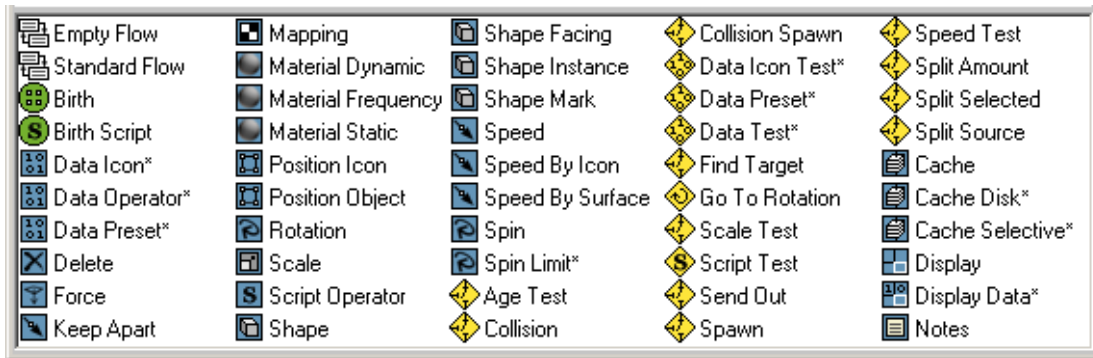 Empty Flow
Standard Flow
Birth
Birth Script
Data Icon*
Data Operator*
Data Preset*
Delete
Force
Keep Apart
Mapping
Material Dynamic
Material Frequency
Material Static
Position Icon
Position Object
Rotation
Scale
Script Operator
Shape
Shape Facing
Shape Instance
Shape Mark
Speed
Speed By Icon
Speed By Surface
Spin
Spin Limit*
Age Test
Collision
Collision Spawn
Data Icon Test*
Data Preset*
Data Test*
Find Target
Go To Rotation
Scale Test
Script Test
Send Out
Spawn
Speed Test
Split Amount
Split Selected
Split Source
Cache
Cache Disk*
Cache Selective*
Display
Display Data*
Notes